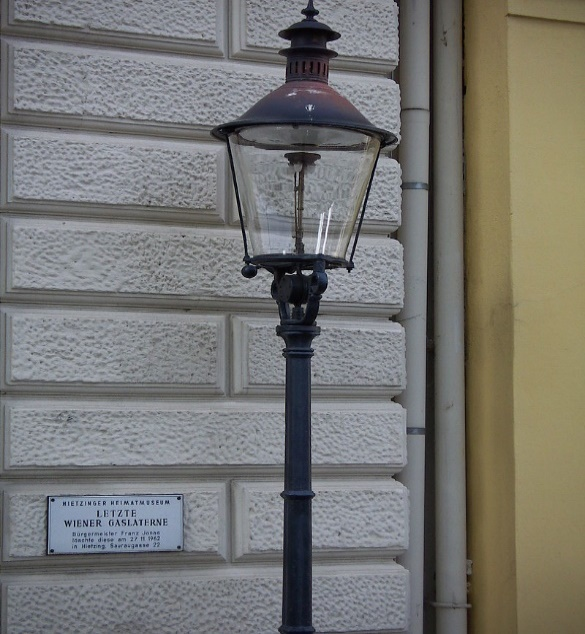 HIETZINGER HEIMATMUSEUM
LETZTE
WIENER GASLATERNE
Bürgermeister Franz Jonas
löschte diese am 27.11.1962
in Hietzing, Sauraugasse 22